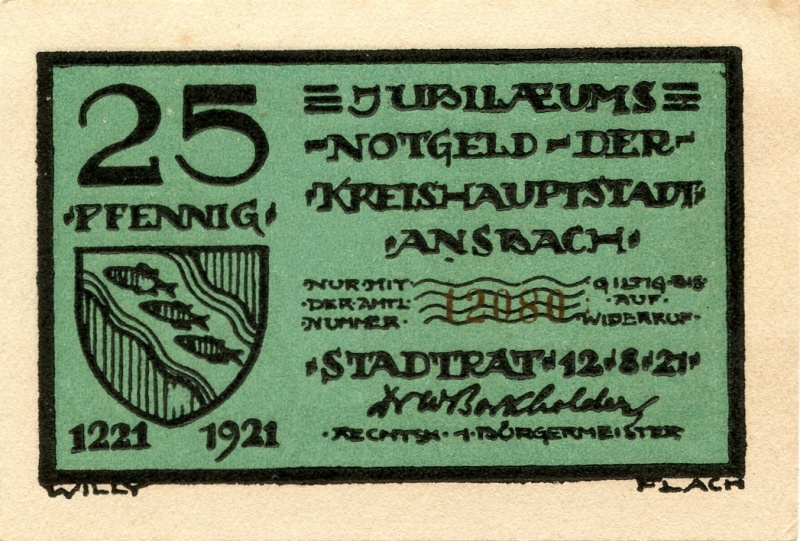 25
PFENNIG
1221 1921
JUBILÆUMS
NOTGELD-DER-
KREISHAUPTSTADT
ANSBACH
NUR·MIT
·DER·AMTL·
NUMMER·
12080
GILTIG·BIS
·AUF·
WIDERRUF·
STADTRAT·12·8·21·
Dr W Borkholder
·RECHTSK·1·BÜRGERMEISTER
WILLY FLACH